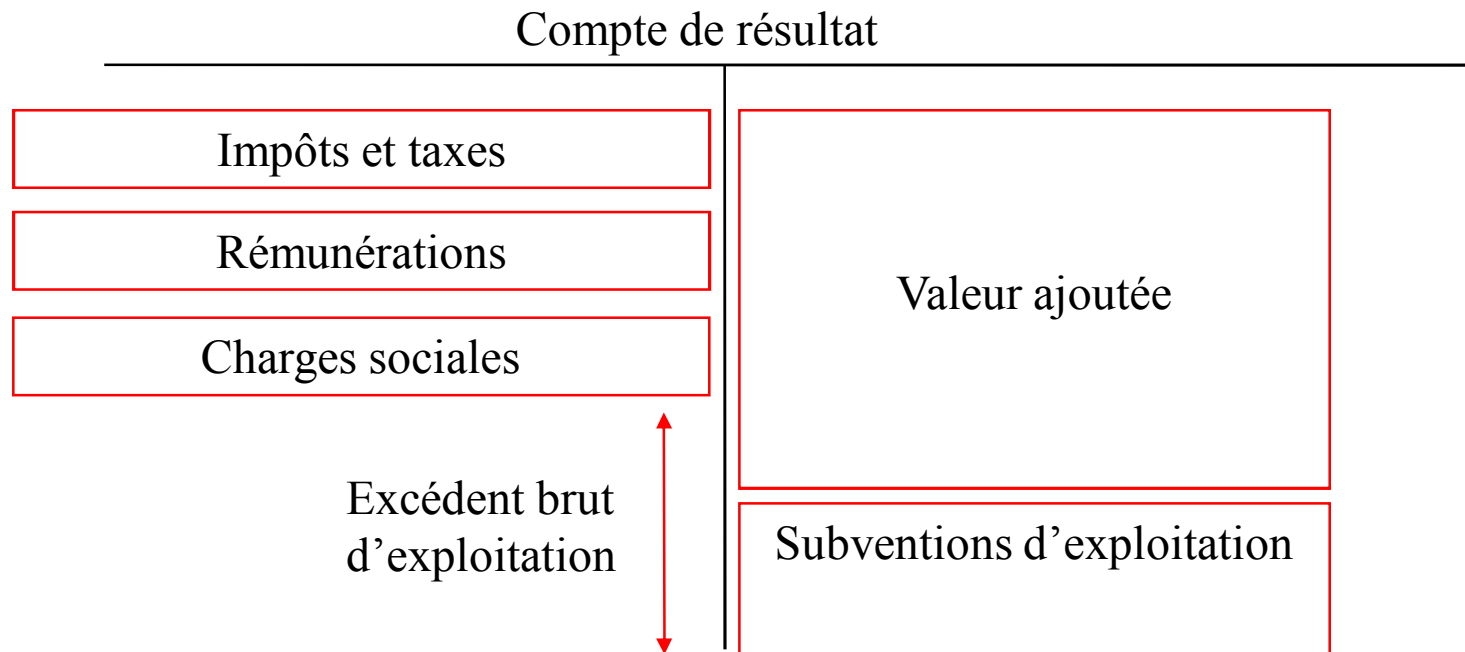 Compte de résultat
Impôts et taxes
Rémunérations
Charges sociales
Excédent brut
d’exploitation
Valeur ajoutée
Subventions d’exploitation